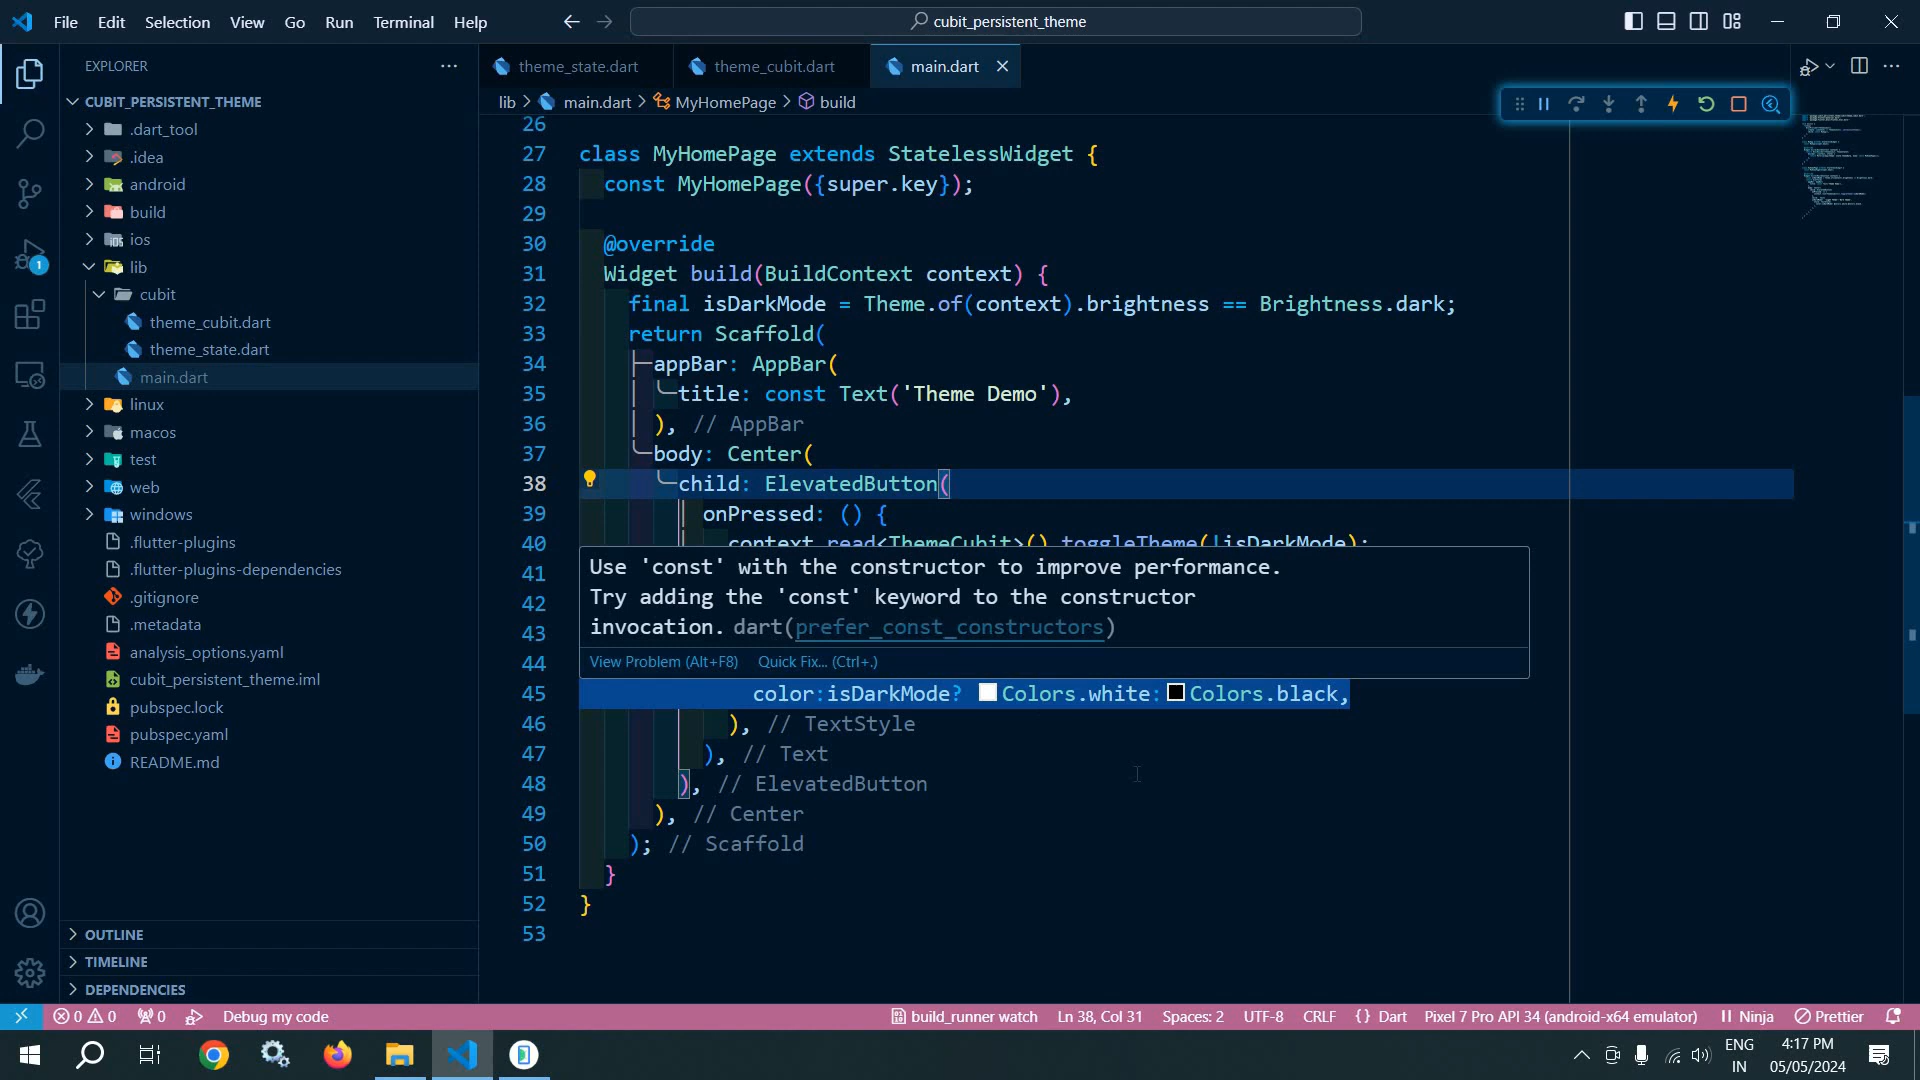 File Edit Selection View Go Run Terminal Help
cubit_persistent_theme
EXPLORER
theme_state.dart theme_cubit.dart main.dart
CUBIT_PERSISTENT_THEME
lib main.dart MyHomePage build
.dart_tool
.idea
android
build
ios
lib
cubit
theme_cubit.dart
theme_state.dart
main.dart
linux
macos
test
web
windows
.flutter-plugins
.flutter-plugins-dependencies
.gitignore
.metadata
analysis_options.yaml
cubit_persistent_theme.iml
pubspec.lock
pubspec.yaml
README.md
OUTLINE
TIMELINE
DEPENDENCIES
1
26
27 class MyHomePage extends StatelessWidget {
28 const MyHomePage({super.key});
29
30 @override
31 Widget build(BuildContext context) {
32 final isDarkMode = Theme.of(context).brightness == Brightness.dark;
33 return Scaffold(
34 appBar: AppBar(
35 title: const Text('Theme Demo'),
36 ), // AppBar
37 body: Center(
38 child: ElevatedButton(
39 onPressed: () {
40 context.read<ThemeCubit>().toggleTheme(!isDarkMode);
41
42
43
44
Use 'const' with the constructor to improve performance.
Try adding the 'const' keyword to the constructor
invocation. dart(prefer_const_constructors)
View Problem (Alt+F8) Quick Fix... (Ctrl+.)
45 color:isDarkMode? Colors.white: Colors.black,
46 ), // TextStyle
47 ), // Text
48 ), // ElevatedButton
49 ), // Center
50 ); // Scaffold
51 }
52 }
53
0 0 0 Debug my code build_runner watch Ln 38, Col 31 Spaces: 2 UTF-8 CRLF {} Dart Pixel 7 Pro API 34 (android-x64 emulator) Ninja Prettier
ENG
IN
4:17 PM
05/05/2024